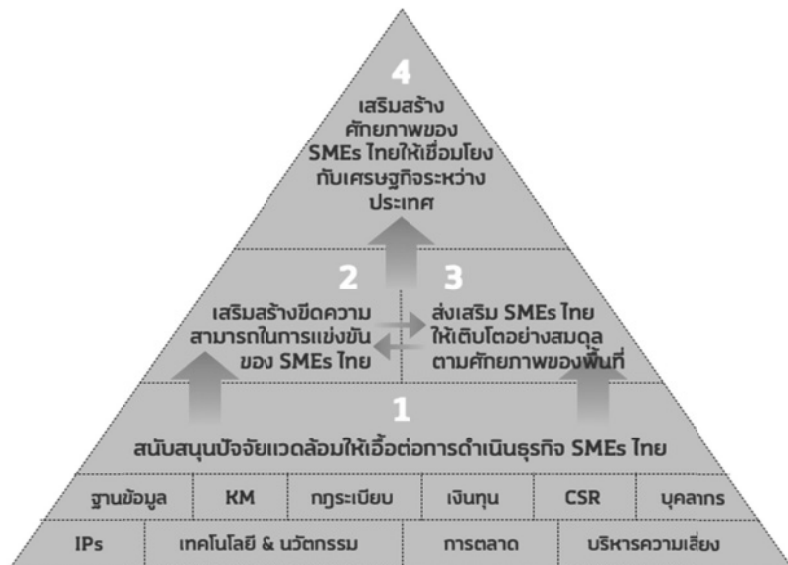 4
เสริมสร้าง
ศักยภาพของ
SMEs ไทยให้เชื่อมโยง
กับเศรษฐกิจระหว่าง
ประเทศ
2
เสริมสร้างขีดความ
สามารถในการแข่งขัน
ของ SMEs ไทย
3
ส่งเสริม SMEs ไทย
ให้เติบโตอย่างสมดุล
ตามศักยภาพของพื้นที่
1
สนับสนุนปัจจัยแวดล้อมให้เอื้อต่อการดำเนินธุรกิจ SMEs ไทย
ฐานข้อมูล KM กฎระเบียบ เงินทุน CSR บุคลากร
IPs เทคโนโลยี & นวัตกรรม การตลาด บริหารความเสี่ยง